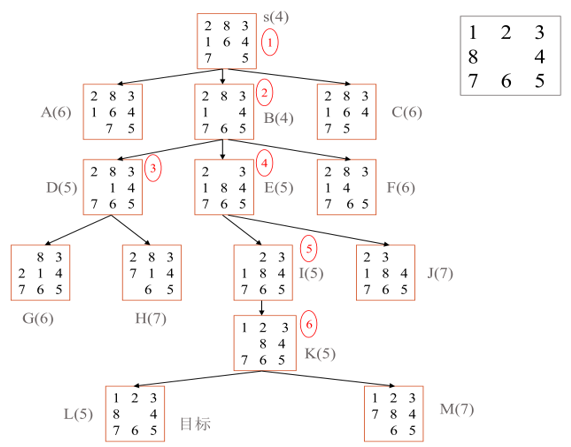 s(4)
2 8 3
1 6 4
7 5
1
1 2 3
8 4
7 6 5
A(6)
2 8 3
1 6 4
7 5
2
2 8 3
1 4
7 6 5
B(4)
2 8 3
1 6 4
7 5
C(6)
D(5)
2 8 3
1 4
7 6 5
3
2 3
1 8 4
7 6 5
4
E(5)
2 8 3
1 4
7 6 5
F(6)
8 3
2 1 4
7 6 5
G(6)
2 8 3
7 1 4
6 5
H(7)
2 3
1 8 4
7 6 5
5
I(5)
2 3
1 8 4
7 6 5
J(7)
1 2 3
8 4
7 6 5
6
K(5)
L(5)
1 2 3
8 4
7 6 5
目标
1 2 3
7 8 4
6 5
M(7)